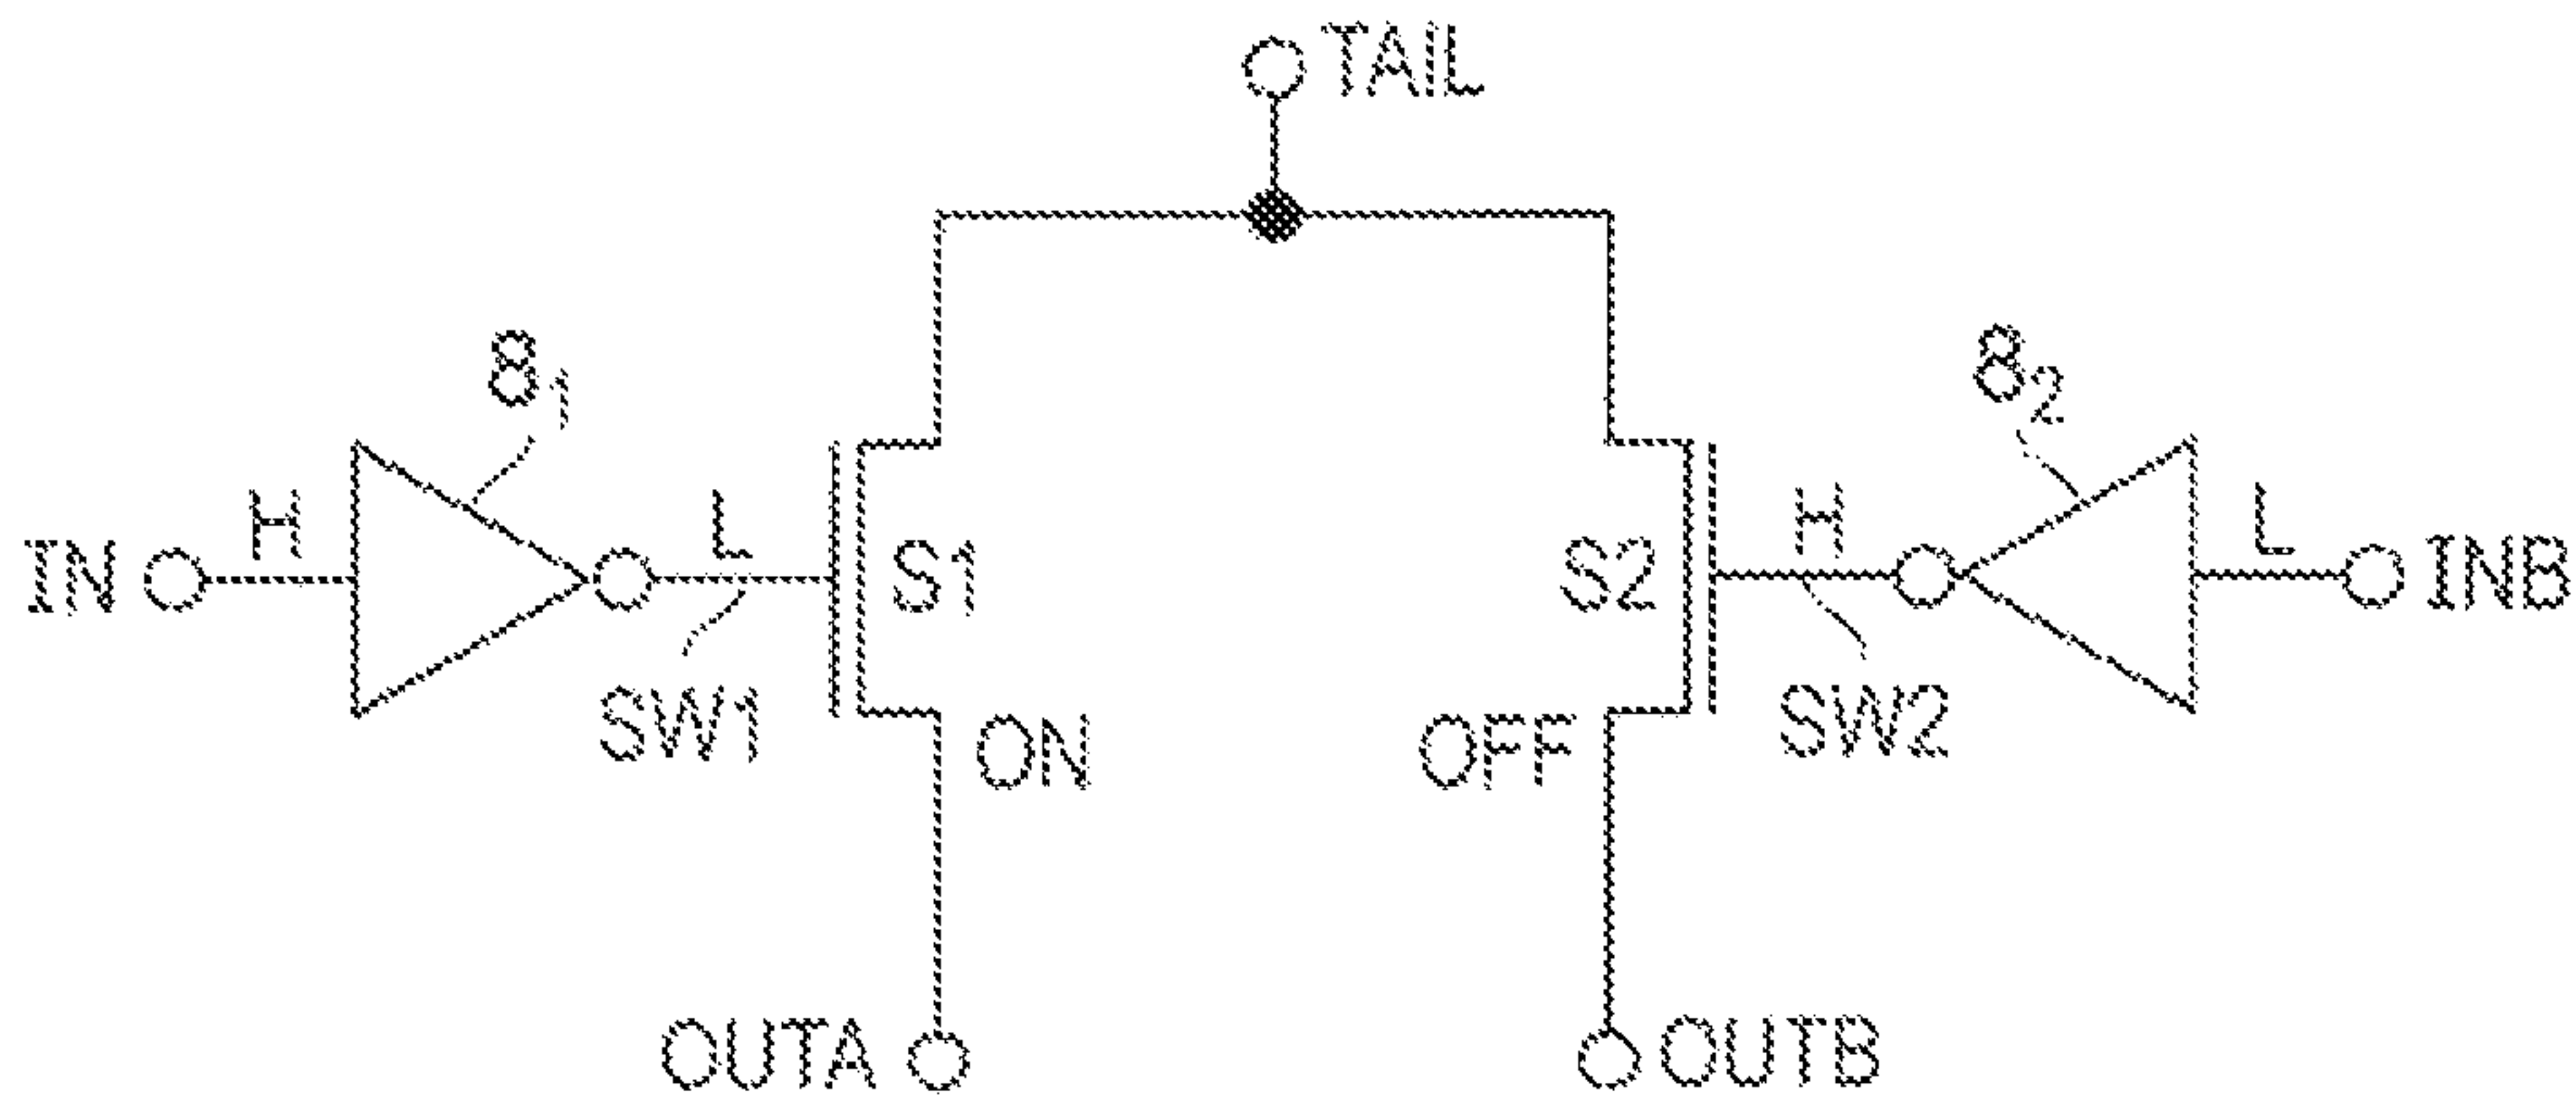 TAIL
8₁
8₂
IN
H
L
S1
S2
H
L
INB
SW1
ON
OFF
SW2
OUTA
OUTB